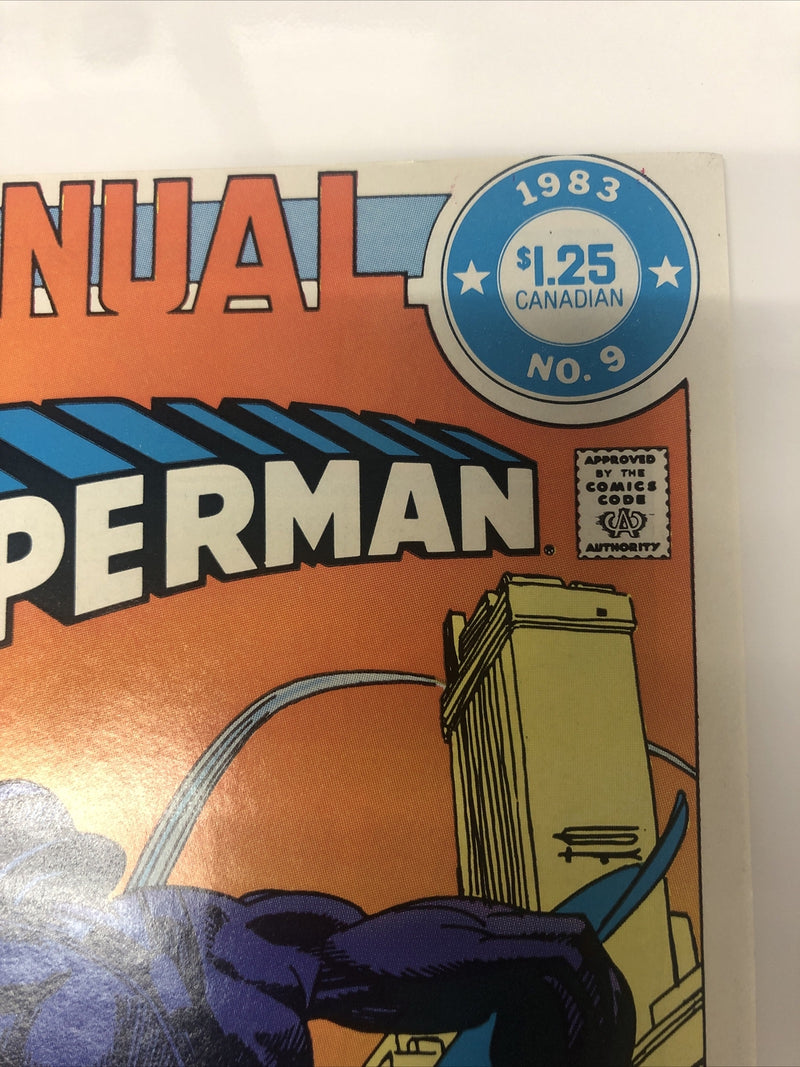 NUAL
1983
$1.25
CANADIAN
NO. 9
PERMAN
APPROVED
BY THE
COMICS
CODE
AUTHORITY